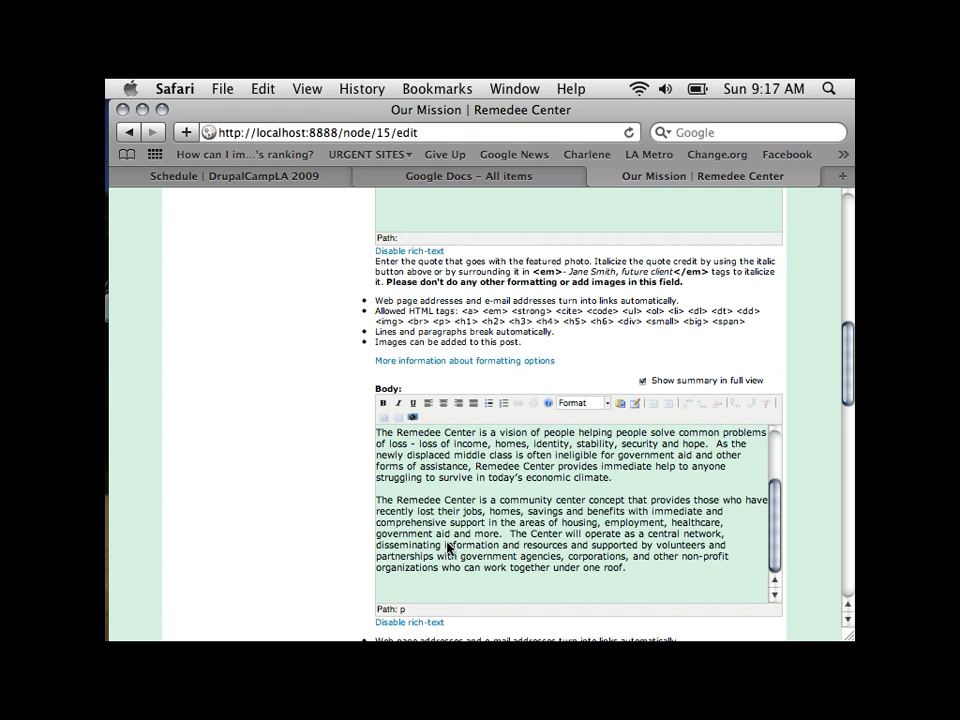 Safari File Edit View History Bookmarks Window Help Sun 9:17 AM
Our Mission | Remedee Center
http://localhost:8888/node/15/edit Google
How can I im...'s ranking? URGENT SITES▾ Give Up Google News Charlene LA Metro Change.org Facebook »
Schedule | DrupalCampLA 2009 Google Docs - All items Our Mission | Remedee Center +
Path:
Disable rich-text
Enter the quote that goes with the featured photo. Italicize the quote credit by using the italic
button above or by surrounding it in <em>- Jane Smith, future client</em> tags to italicize
it. Please don't do any other formatting or add images in this field.
• Web page addresses and e-mail addresses turn into links automatically.
• Allowed HTML tags: <a> <em> <strong> <cite> <code> <ul> <ol> <li> <dl> <dt> <dd>
<img> <br> <p> <h1> <h2> <h3> <h4> <h5> <h6> <div> <small> <big> <span>
• Lines and paragraphs break automatically.
• Images can be added to this post.
More information about formatting options
Show summary in full view
Body:
B I U Format
The Remedee Center is a vision of people helping people solve common problems
of loss - loss of income, homes, identity, stability, security and hope. As the
newly displaced middle class is often ineligible for government aid and other
forms of assistance, Remedee Center provides immediate help to anyone
struggling to survive in today's economic climate.
The Remedee Center is a community center concept that provides those who have
recently lost their jobs, homes, savings and benefits with immediate and
comprehensive support in the areas of housing, employment, healthcare,
government aid and more. The Center will operate as a central network,
disseminating information and resources and supported by volunteers and
partnerships with government agencies, corporations, and other non-profit
organizations who can work together under one roof.
Path: p
Disable rich-text
• Web page addresses and e-mail addresses turn into links automatically.